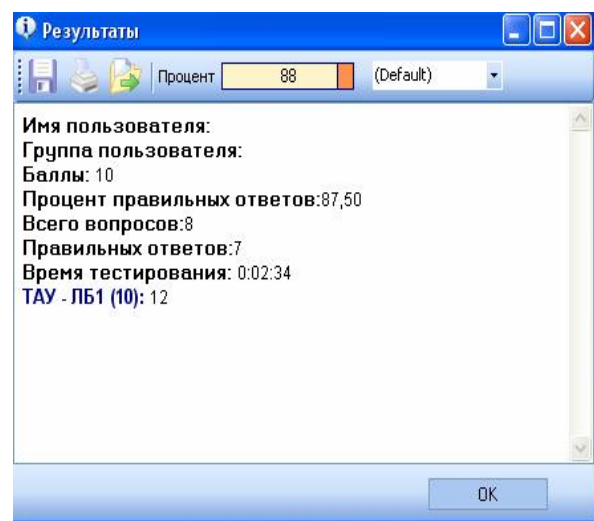 Результаты
Процент 88 (Default)
Имя пользователя:
Группа пользователя:
Баллы: 10
Процент правильных ответов:87,50
Всего вопросов:8
Правильных ответов:7
Время тестирования: 0:02:34
ТАУ - ЛБ1 (10): 12
OK